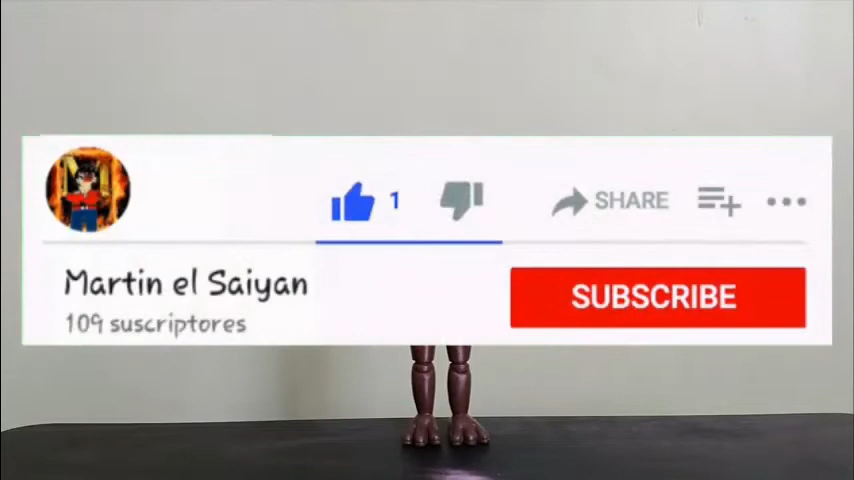 1
SHARE
Martin el Saiyan
SUBSCRIBE
109 suscriptores